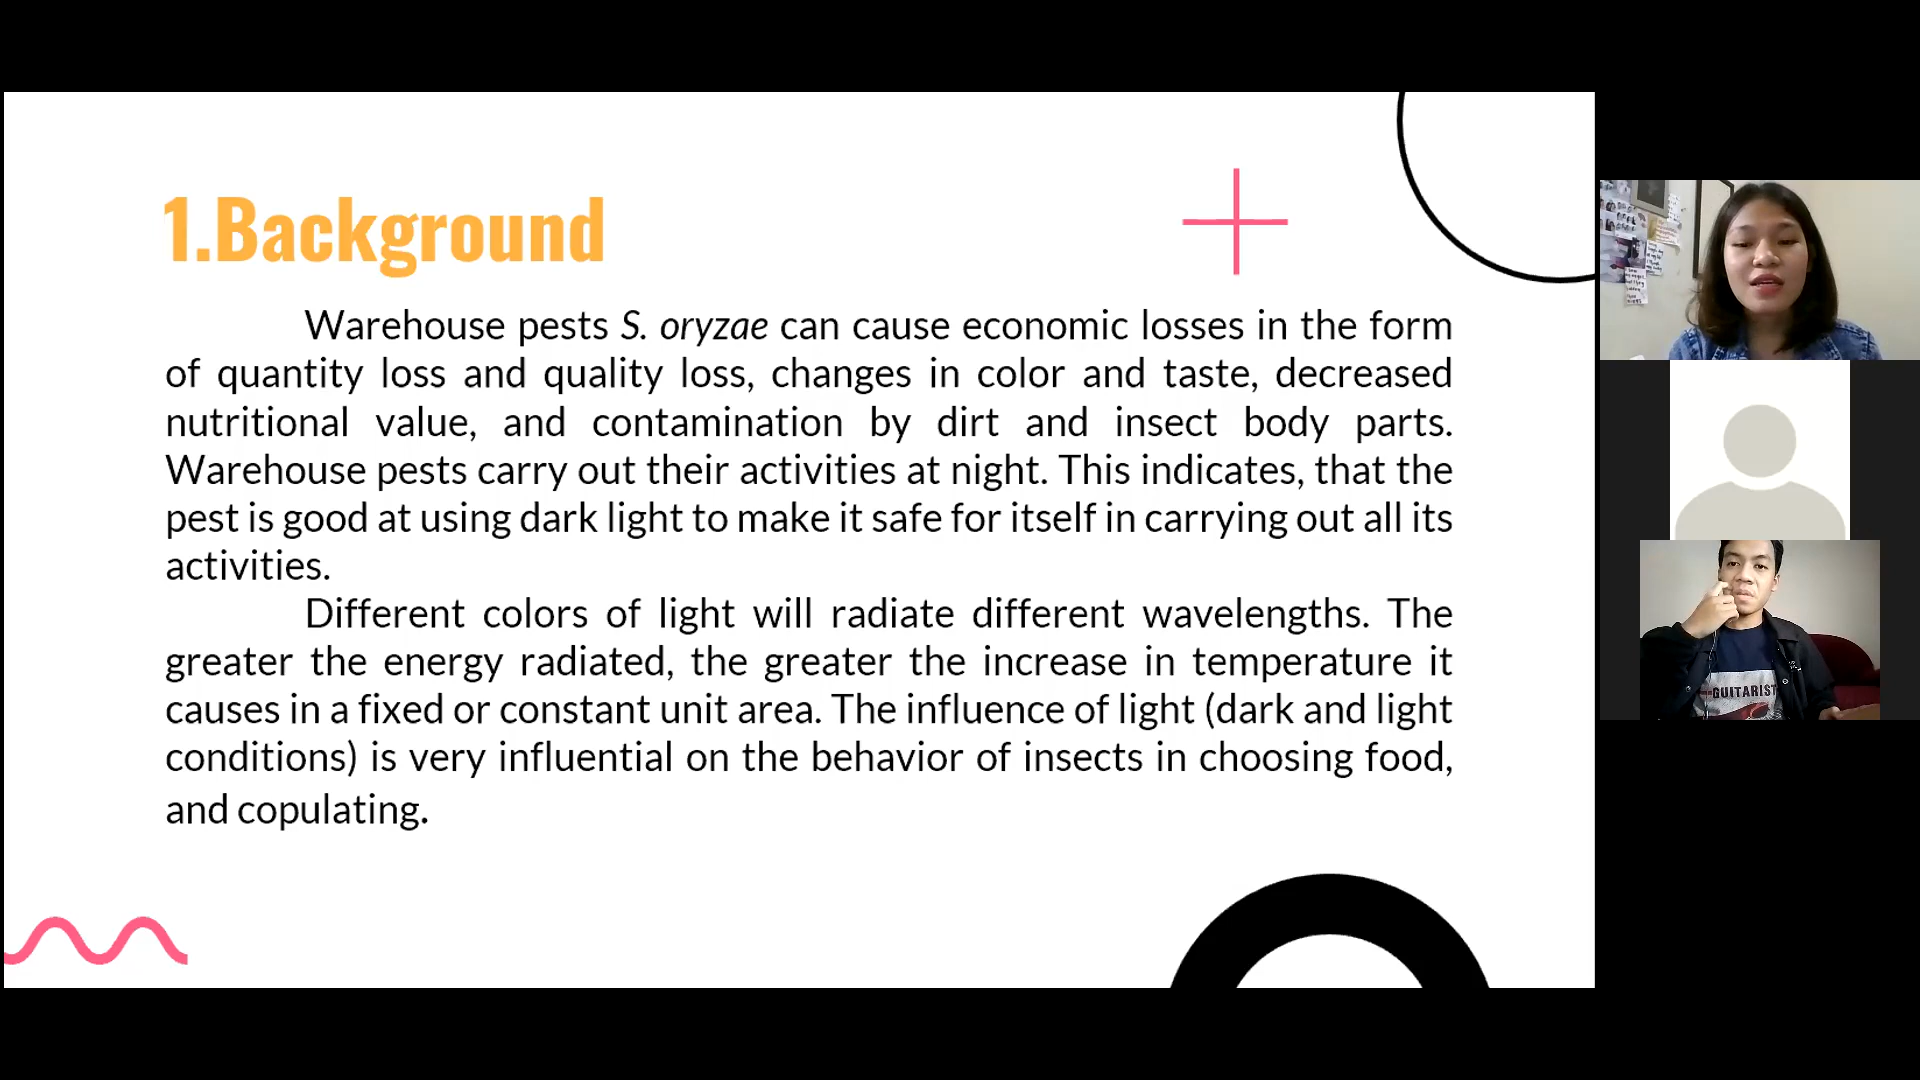 1.Background
Warehouse pests S. oryzae can cause economic losses in the form
of quantity loss and quality loss, changes in color and taste, decreased
nutritional value, and contamination by dirt and insect body parts.
Warehouse pests carry out their activities at night. This indicates, that the
pest is good at using dark light to make it safe for itself in carrying out all its
activities.
Different colors of light will radiate different wavelengths. The
greater the energy radiated, the greater the increase in temperature it
causes in a fixed or constant unit area. The influence of light (dark and light
conditions) is very influential on the behavior of insects in choosing food,
and copulating.
GUITARIST